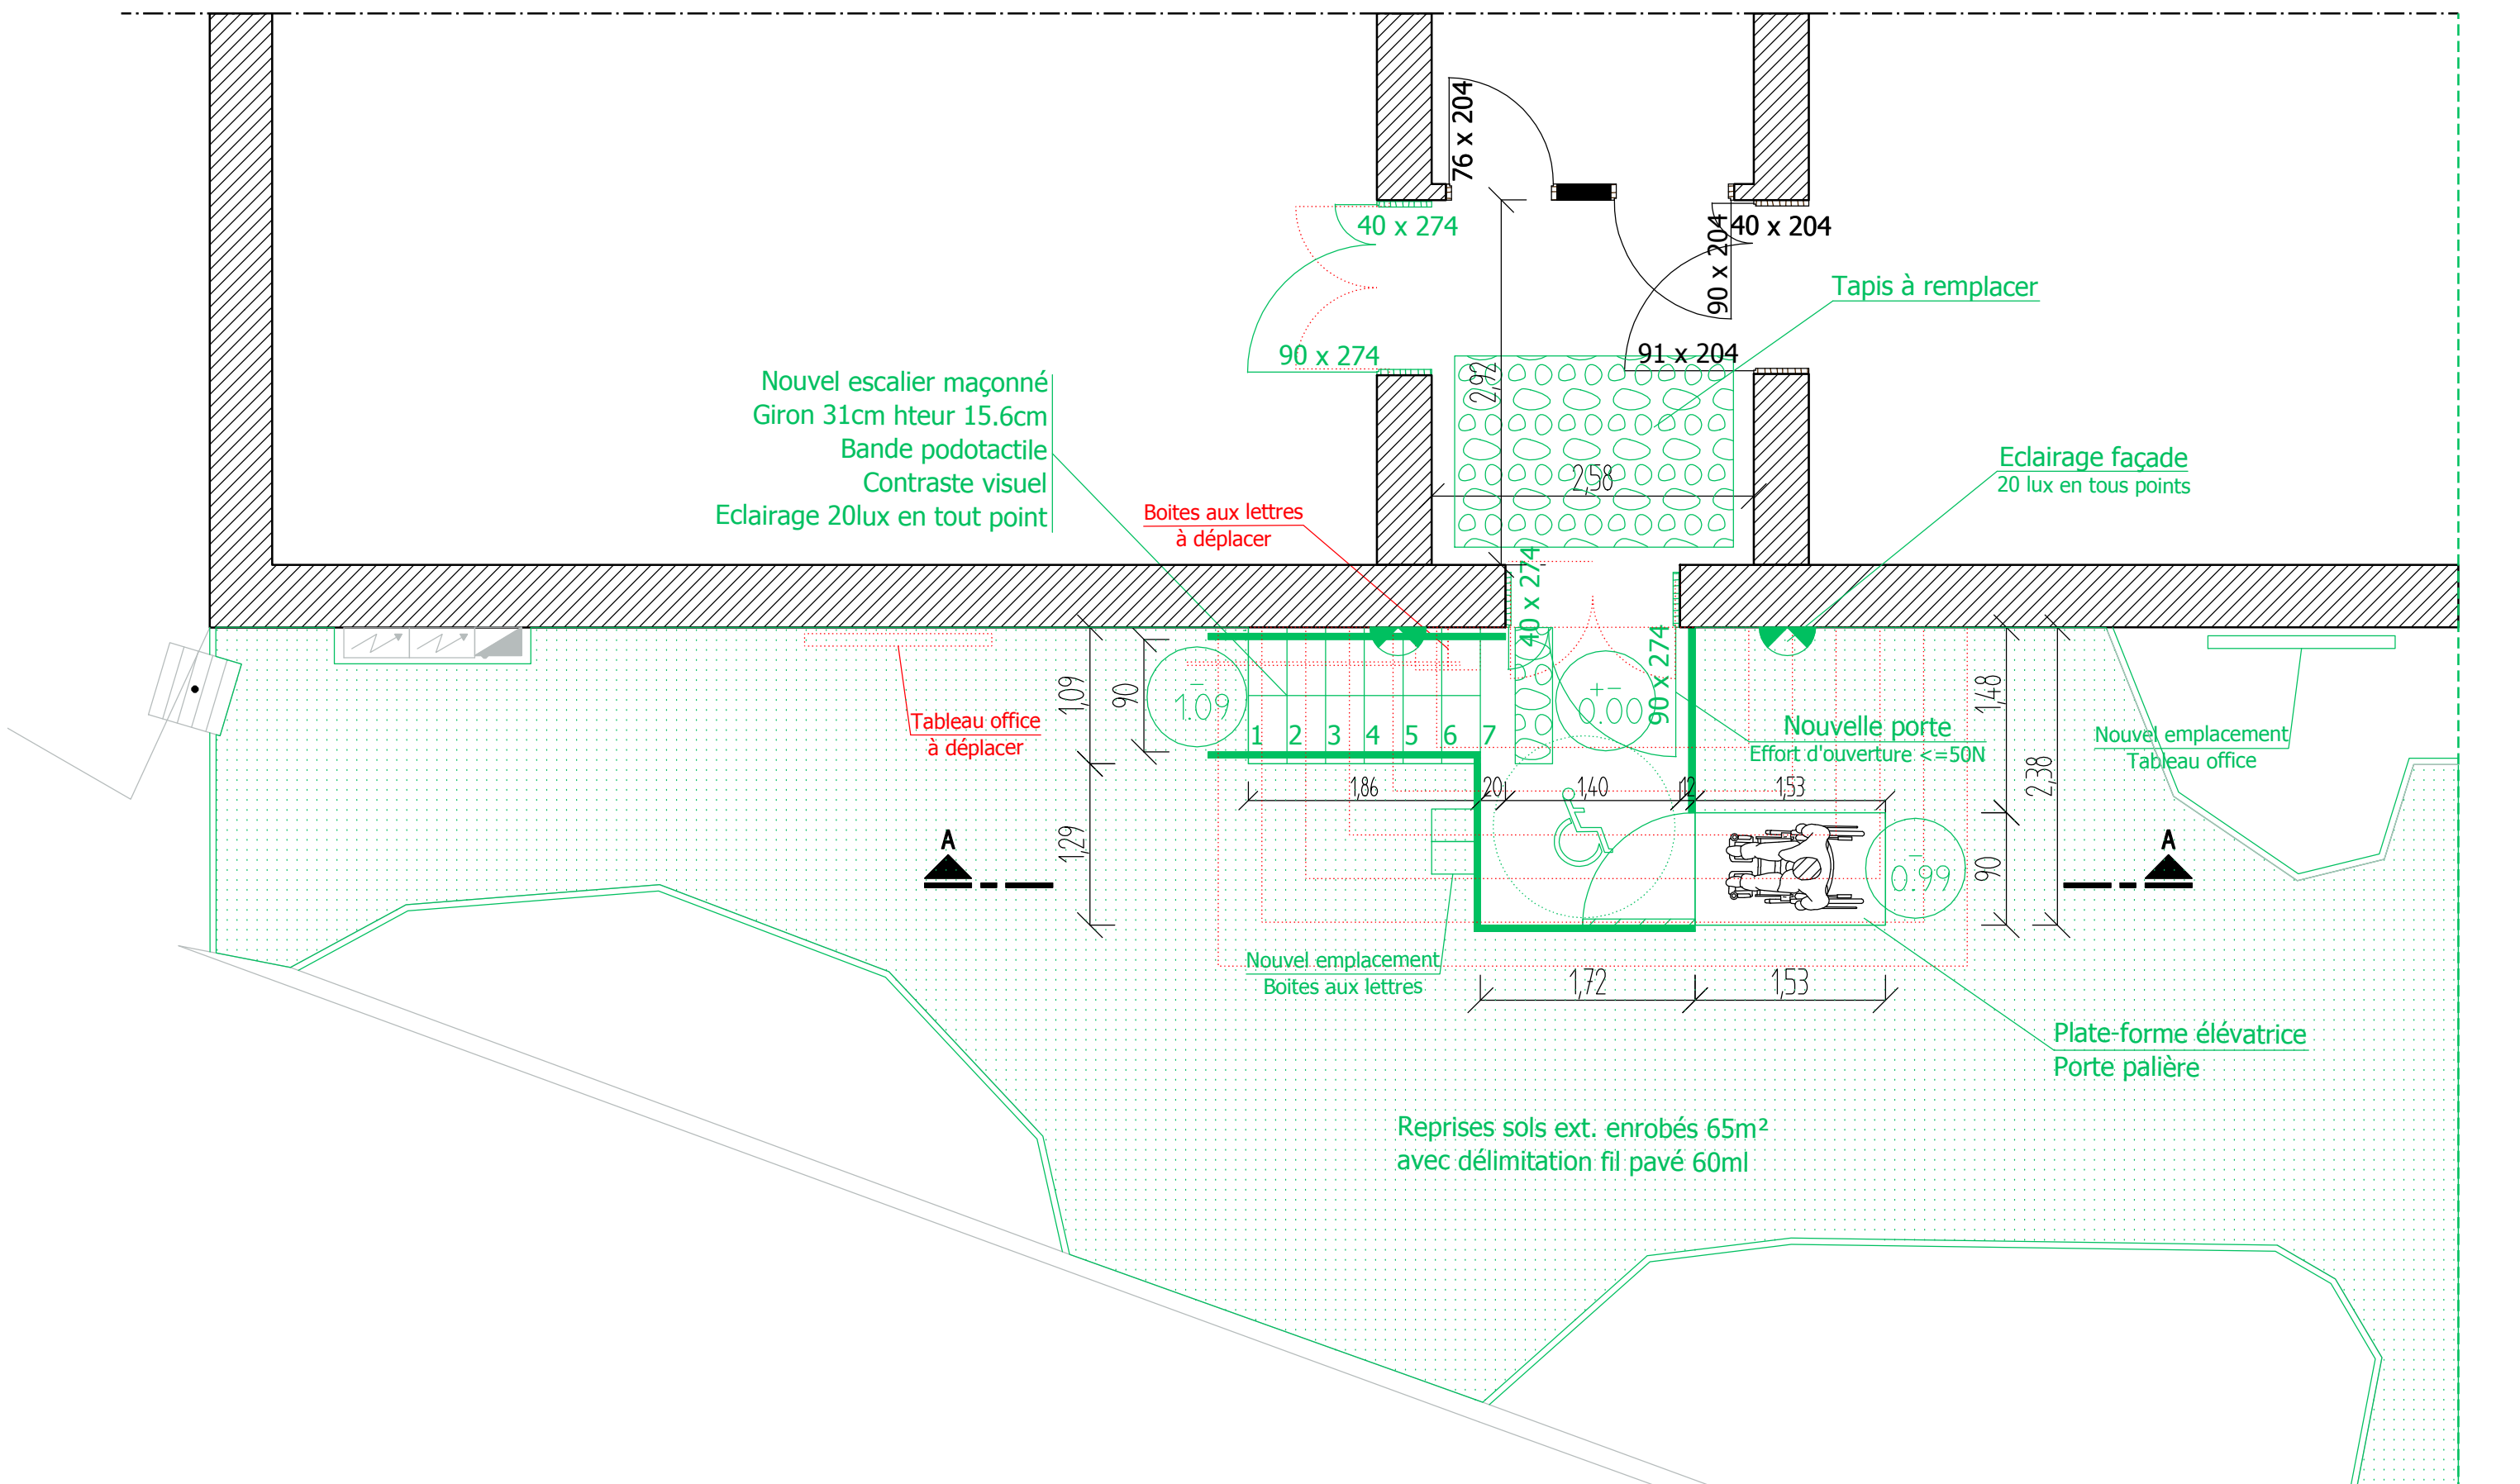 76 x 204
40 x 274
90 x 204
40 x 204
Tapis à remplacer
90 x 274
91 x 204
2,92
Nouvel escalier maçonné
Giron 31cm hteur 15.6cm
Bande podotactile
Contraste visuel
Eclairage 20lux en tout point
2,58
Eclairage façade
20 lux en tous points
Boites aux lettres
à déplacer
40 x 274
90 x 274
1,09
90
- 1.09
+- 0.00
1,48
2,38
Tableau office
à déplacer
1 2 3 4 5 6 7
Nouvelle porte
Effort d'ouverture <=50N
Nouvel emplacement
Tableau office
1,86
20
1,40
12
1,53
1,29
A
A
90
- 0.99
Nouvel emplacement
Boites aux lettres
1,72
1,53
Plate-forme élévatrice
Porte palière
Reprises sols ext. enrobés 65m²
avec délimitation fil pavé 60ml